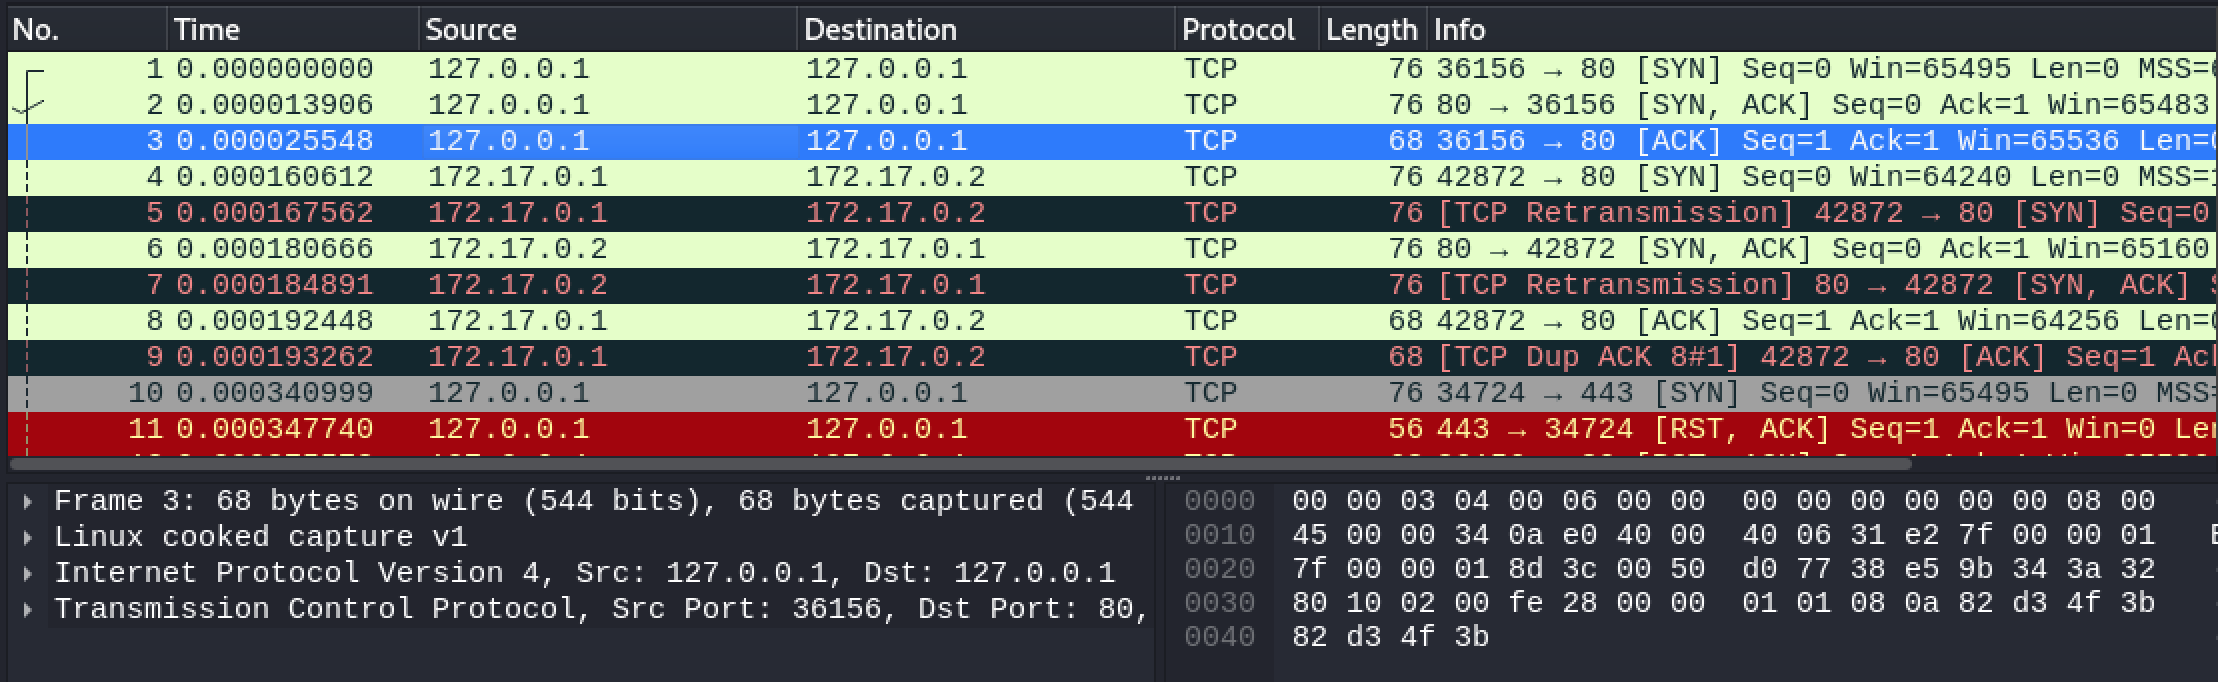 No. Time Source Destination Protocol Length Info
1 0.000000000 127.0.0.1 127.0.0.1 TCP 76 36156 → 80 [SYN] Seq=0 Win=65495 Len=0 MSS=
2 0.000013906 127.0.0.1 127.0.0.1 TCP 76 80 → 36156 [SYN, ACK] Seq=0 Ack=1 Win=65483
3 0.000025548 127.0.0.1 127.0.0.1 TCP 68 36156 → 80 [ACK] Seq=1 Ack=1 Win=65536 Len=0
4 0.000160612 172.17.0.1 172.17.0.2 TCP 76 42872 → 80 [SYN] Seq=0 Win=64240 Len=0 MSS=
5 0.000167562 172.17.0.1 172.17.0.2 TCP 76 [TCP Retransmission] 42872 → 80 [SYN] Seq=0
6 0.000180666 172.17.0.2 172.17.0.1 TCP 76 80 → 42872 [SYN, ACK] Seq=0 Ack=1 Win=65160
7 0.000184891 172.17.0.2 172.17.0.1 TCP 76 [TCP Retransmission] 80 → 42872 [SYN, ACK]
8 0.000192448 172.17.0.1 172.17.0.2 TCP 68 42872 → 80 [ACK] Seq=1 Ack=1 Win=64256 Len=0
9 0.000193262 172.17.0.1 172.17.0.2 TCP 68 [TCP Dup ACK 8#1] 42872 → 80 [ACK] Seq=1
10 0.000340999 127.0.0.1 127.0.0.1 TCP 76 34724 → 443 [SYN] Seq=0 Win=65495 Len=0 MSS=
11 0.000347740 127.0.0.1 127.0.0.1 TCP 56 443 → 34724 [RST, ACK] Seq=1 Ack=1 Win=0
Frame 3: 68 bytes on wire (544 bits), 68 bytes captured (544
Linux cooked capture v1
Internet Protocol Version 4, Src: 127.0.0.1, Dst: 127.0.0.1
Transmission Control Protocol, Src Port: 36156, Dst Port: 80,
0000 00 00 03 04 00 06 00 00 00 00 00 00 00 00 08 00
0010 45 00 00 34 0a e0 40 00 40 06 31 e2 7f 00 00 01
0020 7f 00 00 01 8d 3c 00 50 d0 77 38 e5 9b 34 3a 32
0030 80 10 02 00 fe 28 00 00 01 01 08 0a 82 d3 4f 3b
0040 82 d3 4f 3b